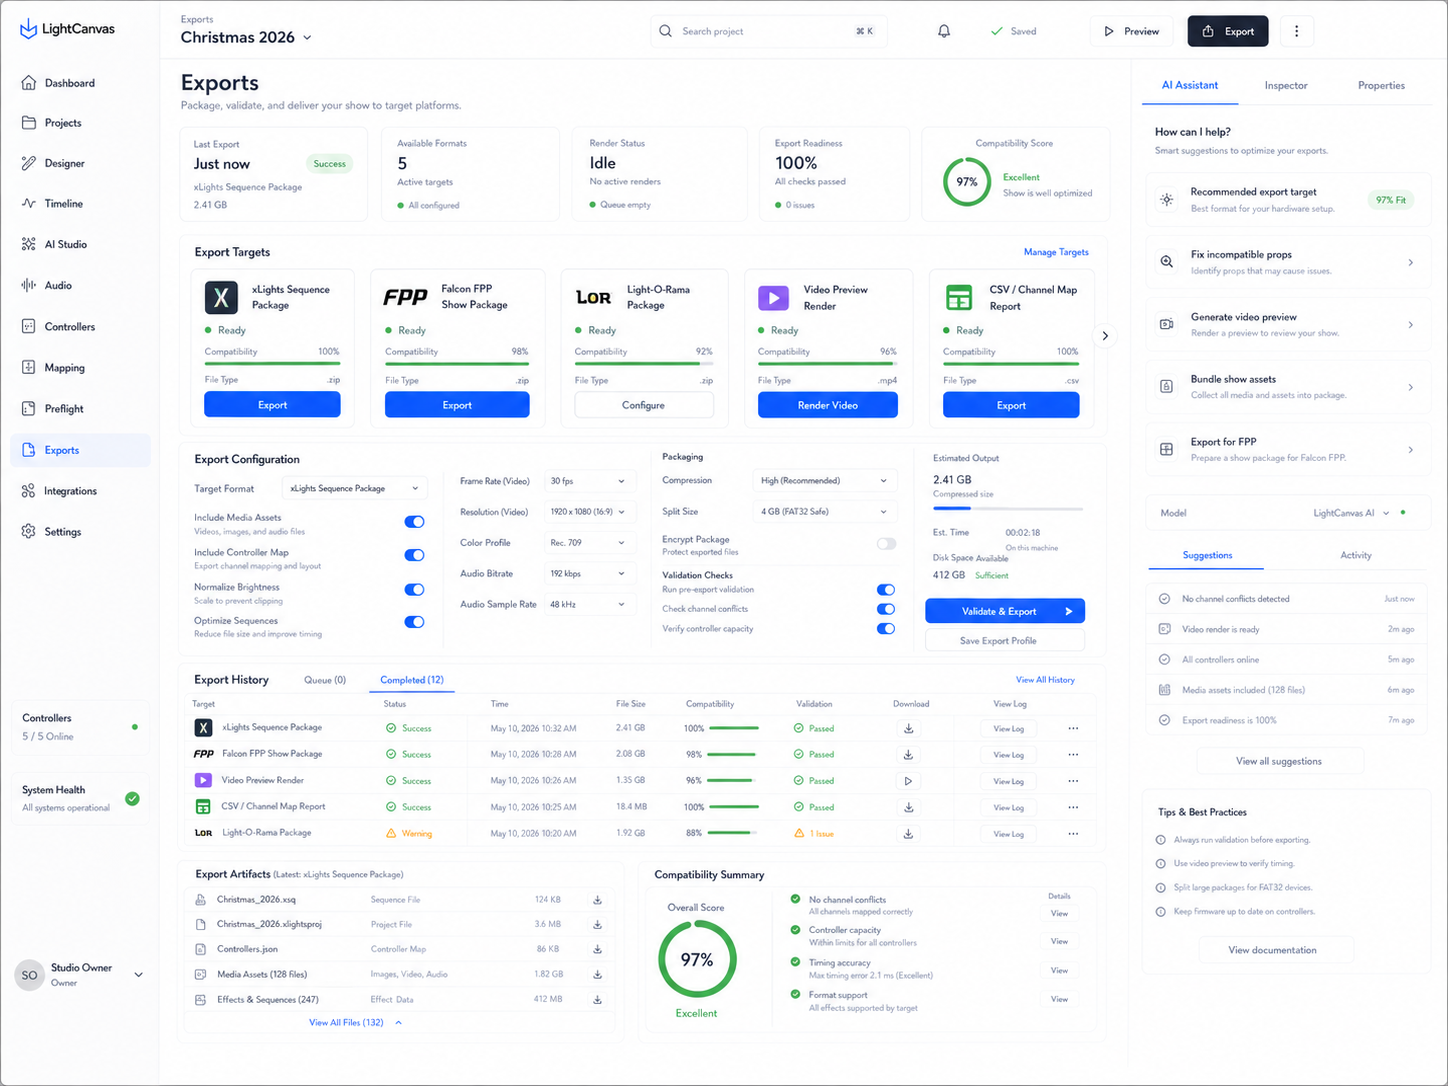 LightCanvas
Dashboard
Projects
Designer
Timeline
AI Studio
Audio
Controllers
Mapping
Preflight
Exports
Integrations
Settings
Controllers
5 / 5 Online
System Health
All systems operational
SO
Studio Owner
Owner
Exports
Christmas 2026
Search project
⌘ K
Saved
Preview
Export
Exports
Package, validate, and deliver your show to target platforms.
Last Export
Just now
Success
xLights Sequence Package
2.41 GB
Available Formats
5
Active targets
All configured
Render Status
Idle
No active renders
Queue empty
Export Readiness
100%
All checks passed
0 issues
Compatibility Score
97%
Excellent
Show is well optimized
Export Targets
Manage Targets
X
xLights Sequence
Package
Ready
Compatibility 100%
File Type .zip
Export
FPP
Falcon FPP
Show Package
Ready
Compatibility 98%
File Type .zip
Export
LOR
Light-O-Rama
Package
Ready
Compatibility 92%
File Type .zip
Configure
Video Preview
Render
Ready
Compatibility 96%
File Type .mp4
Render Video
CSV / Channel Map
Report
Ready
Compatibility 100%
File Type .csv
Export
Export Configuration
Target Format xLights Sequence Package
Include Media Assets
Videos, images, and audio files
Include Controller Map
Export channel mapping and layout
Normalize Brightness
Scale to prevent clipping
Optimize Sequences
Reduce file size and improve timing
Frame Rate (Video) 30 fps
Resolution (Video) 1920 x 1080 (16:9)
Color Profile Rec. 709
Audio Bitrate 192 kbps
Audio Sample Rate 48 kHz
Packaging
Compression High (Recommended)
Split Size 4 GB (FAT32 Safe)
Encrypt Package
Protect exported files
Validation Checks
Run pre-export validation
Check channel conflicts
Verify controller capacity
Estimated Output
2.41 GB
Compressed size
Est. Time 00:02:18
On this machine
Disk Space Available
412 GB Sufficient
Validate & Export
Save Export Profile
Export History
Queue (0)
Completed (12)
View All History
Target Status Time File Size Compatibility Validation Download View Log
X xLights Sequence Package Success May 10, 2026 10:32 AM 2.41 GB 100% Passed View Log
FPP Falcon FPP Show Package Success May 10, 2026 10:28 AM 2.08 GB 98% Passed View Log
Video Preview Render Success May 10, 2026 10:26 AM 1.35 GB 96% Passed View Log
CSV / Channel Map Report Success May 10, 2026 10:25 AM 18.4 MB 100% Passed View Log
LOR Light-O-Rama Package Warning May 10, 2026 10:20 AM 1.92 GB 88% 1 Issue View Log
Export Artifacts (Latest: xLights Sequence Package)
Christmas_2026.xsq Sequence File 124 KB
Christmas_2026.xlightsproj Project File 3.6 MB
Controllers.json Controller Map 86 KB
Media Assets (128 files) Images, Video, Audio 1.82 GB
Effects & Sequences (247) Effect Data 412 MB
View All Files (132)
Compatibility Summary
Overall Score
97%
Excellent
Details
No channel conflicts
All channels mapped correctly
View
Controller capacity
Within limits for all controllers
View
Timing accuracy
Max timing error 2.1 ms (Excellent)
View
Format support
All effects supported by target
View
AI Assistant
Inspector
Properties
How can I help?
Smart suggestions to optimize your exports.
Recommended export target
Best format for your hardware setup.
97% Fit
Fix incompatible props
Identify props that may cause issues.
Generate video preview
Render a preview to review your show.
Bundle show assets
Collect all media and assets into package.
Export for FPP
Prepare a show package for Falcon FPP.
Model LightCanvas AI
Suggestions
Activity
No channel conflicts detected Just now
Video render is ready 2m ago
All controllers online 5m ago
Media assets included (128 files) 6m ago
Export readiness is 100% 7m ago
View all suggestions
Tips & Best Practices
Always run validation before exporting.
Use video preview to verify timing.
Split large packages for FAT32 devices.
Keep firmware up to date on controllers.
View documentation